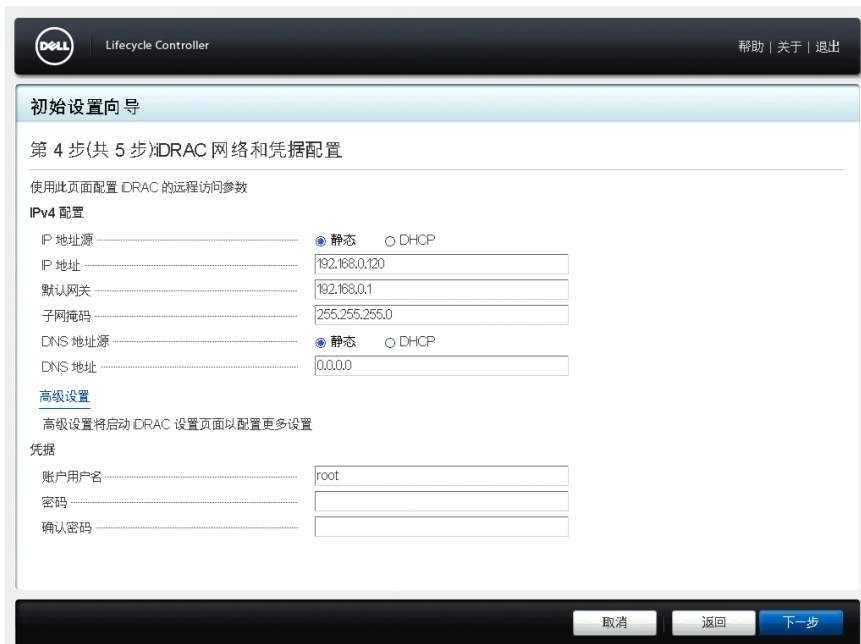 DELL Lifecycle Controller 帮助 | 关于 | 退出
初始设置向导
第 4 步(共 5 步):iDRAC 网络和凭据配置
使用此页面配置 iDRAC 的远程访问参数
IPv4 配置
IP 地址源 静态 DHCP
IP 地址 192.168.0.120
默认网关 192.168.0.1
子网掩码 255.255.255.0
DNS 地址源 静态 DHCP
DNS 地址 0.0.0.0
高级设置
高级设置将启动 iDRAC 设置页面以配置更多设置
凭据
账户用户名 root
密码
确认密码
取消 返回 下一步